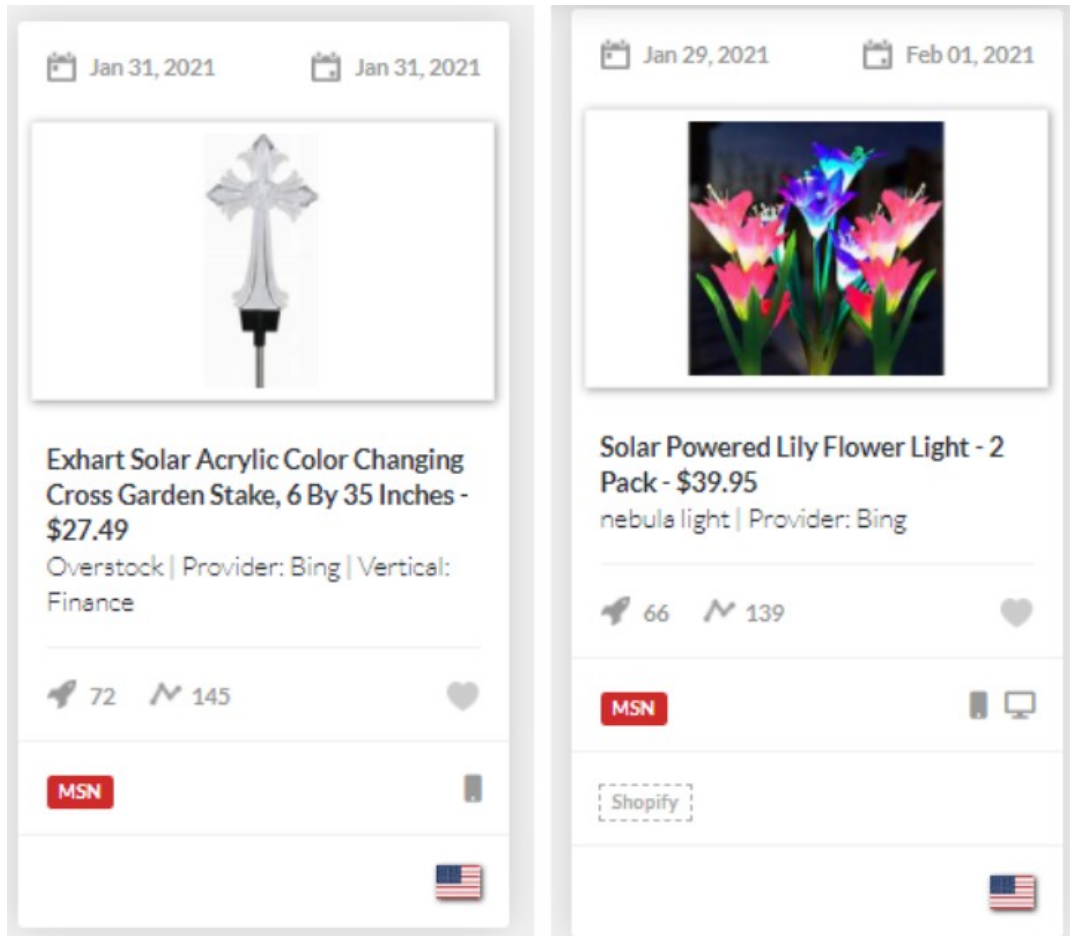 Jan 31, 2021 Jan 31, 2021
Exhart Solar Acrylic Color Changing
Cross Garden Stake, 6 By 35 Inches -
$27.49
Overstock | Provider: Bing | Vertical:
Finance
72 145
MSN
Jan 29, 2021 Feb 01, 2021
Solar Powered Lily Flower Light - 2
Pack - $39.95
nebula light | Provider: Bing
66 139
MSN
Shopify